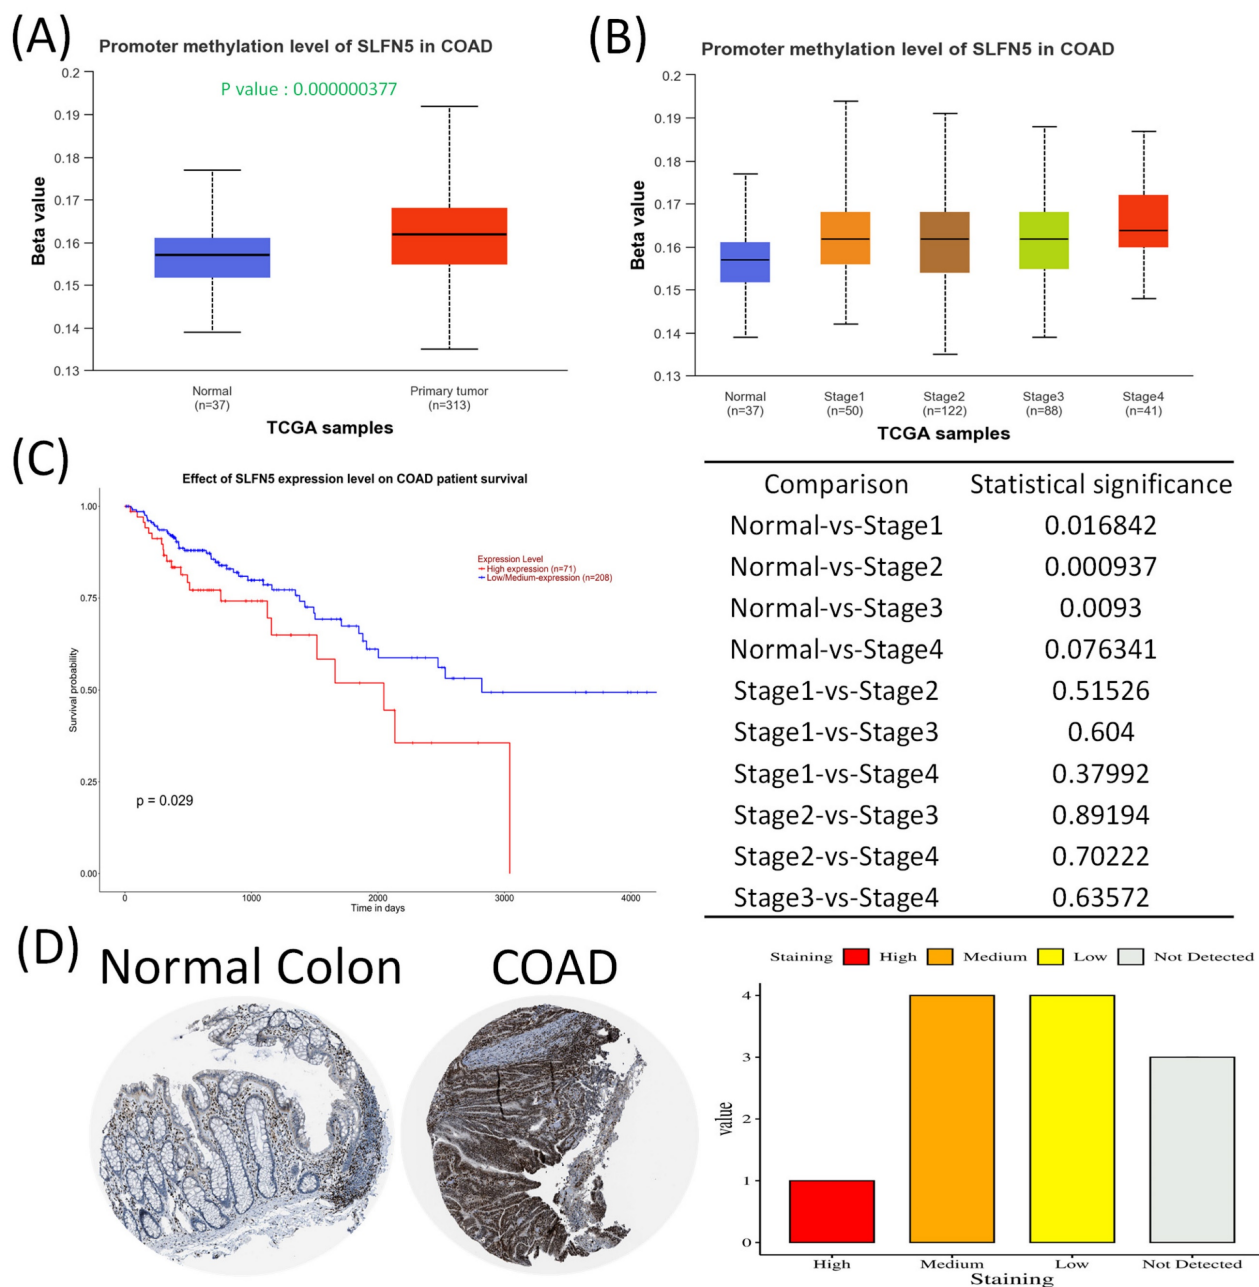 (A)
Promoter methylation level of SLFN5 in COAD
P value : 0.000000377
Beta value
0.2
0.19
0.18
0.17
0.16
0.15
0.14
0.13
Normal
(n=37)
Primary tumor
(n=313)
TCGA samples
(B)
Promoter methylation level of SLFN5 in COAD
Beta value
0.2
0.19
0.18
0.17
0.16
0.15
0.14
0.13
Normal
(n=37)
Stage1
(n=50)
Stage2
(n=122)
Stage3
(n=88)
Stage4
(n=41)
TCGA samples
(C)
Effect of SLFN5 expression level on COAD patient survival
Survival probability
1.00
0.75
0.50
0.25
0.00
Expression Level
High expression (n=71)
Low/Medium-expression (n=208)
p = 0.029
0 1000 2000 3000 4000
Time in days
Comparison Statistical significance
Normal-vs-Stage1 0.016842
Normal-vs-Stage2 0.000937
Normal-vs-Stage3 0.0093
Normal-vs-Stage4 0.076341
Stage1-vs-Stage2 0.51526
Stage1-vs-Stage3 0.604
Stage1-vs-Stage4 0.37992
Stage2-vs-Stage3 0.89194
Stage2-vs-Stage4 0.70222
Stage3-vs-Stage4 0.63572
(D)
Normal Colon
COAD
Staining High Medium Low Not Detected
value
4
3
2
1
0
High Medium Low Not Detected
Staining